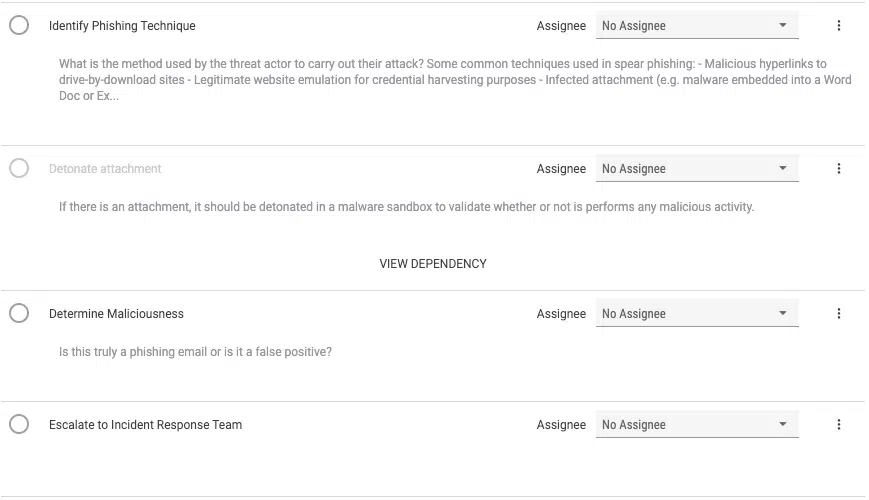 Identify Phishing Technique Assignee No Assignee
What is the method used by the threat actor to carry out their attack? Some common techniques used in spear phishing: - Malicious hyperlinks to
drive-by-download sites - Legitimate website emulation for credential harvesting purposes - Infected attachment (e.g. malware embedded into a Word
Doc or Ex...
Detonate attachment Assignee No Assignee
If there is an attachment, it should be detonated in a malware sandbox to validate whether or not is performs any malicious activity.
VIEW DEPENDENCY
Determine Maliciousness Assignee No Assignee
Is this truly a phishing email or is it a false positive?
Escalate to Incident Response Team Assignee No Assignee